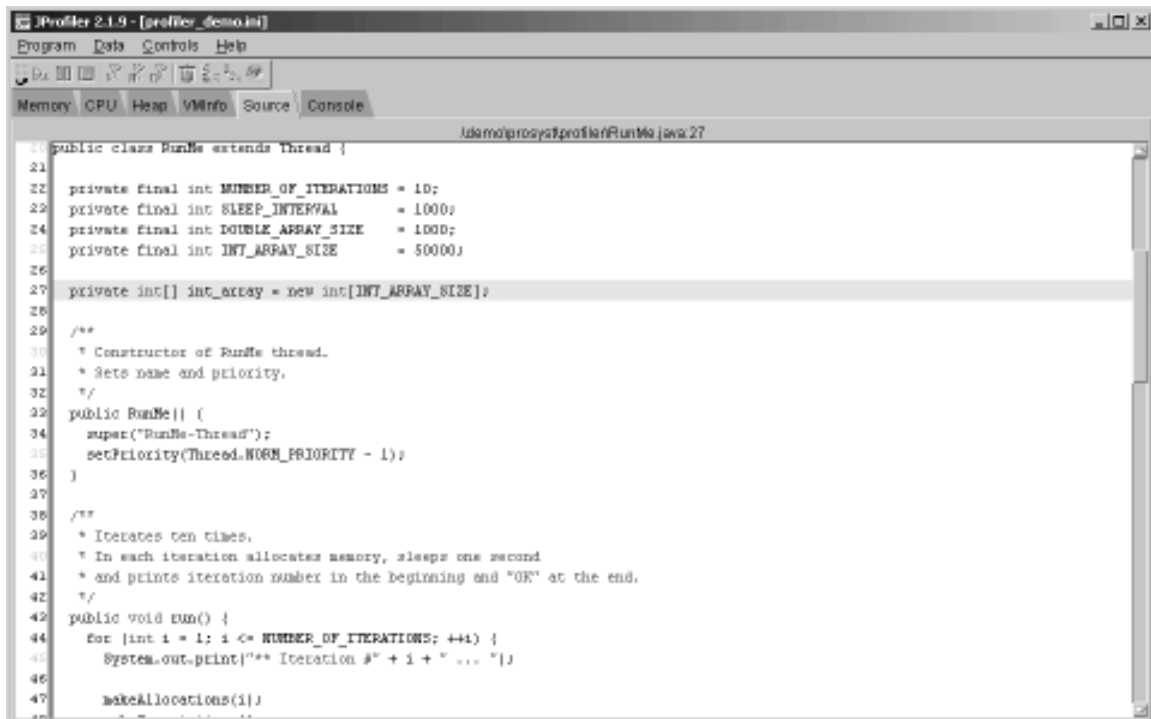 JProfiler 2.1.9 - [profiler_demo.ini]
Program Data Controls Help
Memory CPU Heap VMInfo Source Console
.\demo\prosyst\profiler\RunMe.java:27
20 public class RunMe extends Thread {
21
22 private final int NUMBER_OF_ITERATIONS = 10;
23 private final int SLEEP_INTERVAL = 1000;
24 private final int DOUBLE_ARRAY_SIZE = 1000;
25 private final int INT_ARRAY_SIZE = 50000;
26
27 private int[] int_array = new int[INT_ARRAY_SIZE];
28
29 /**
30 * Constructor of RunMe thread.
31 * Sets name and priority.
32 */
33 public RunMe() {
34 super("RunMe-Thread");
35 setPriority(Thread.NORM_PRIORITY - 1);
36 }
37
38 /**
39 * Iterates ten times.
40 * In each iteration allocates memory, sleeps one second
41 * and prints iteration number in the beginning and "OK" at the end.
42 */
43 public void run() {
44 for (int i = 1; i <= NUMBER_OF_ITERATIONS; ++i) {
45 System.out.print("** Iteration #" + i + " ... ");
46
47 makeAllocations(i);